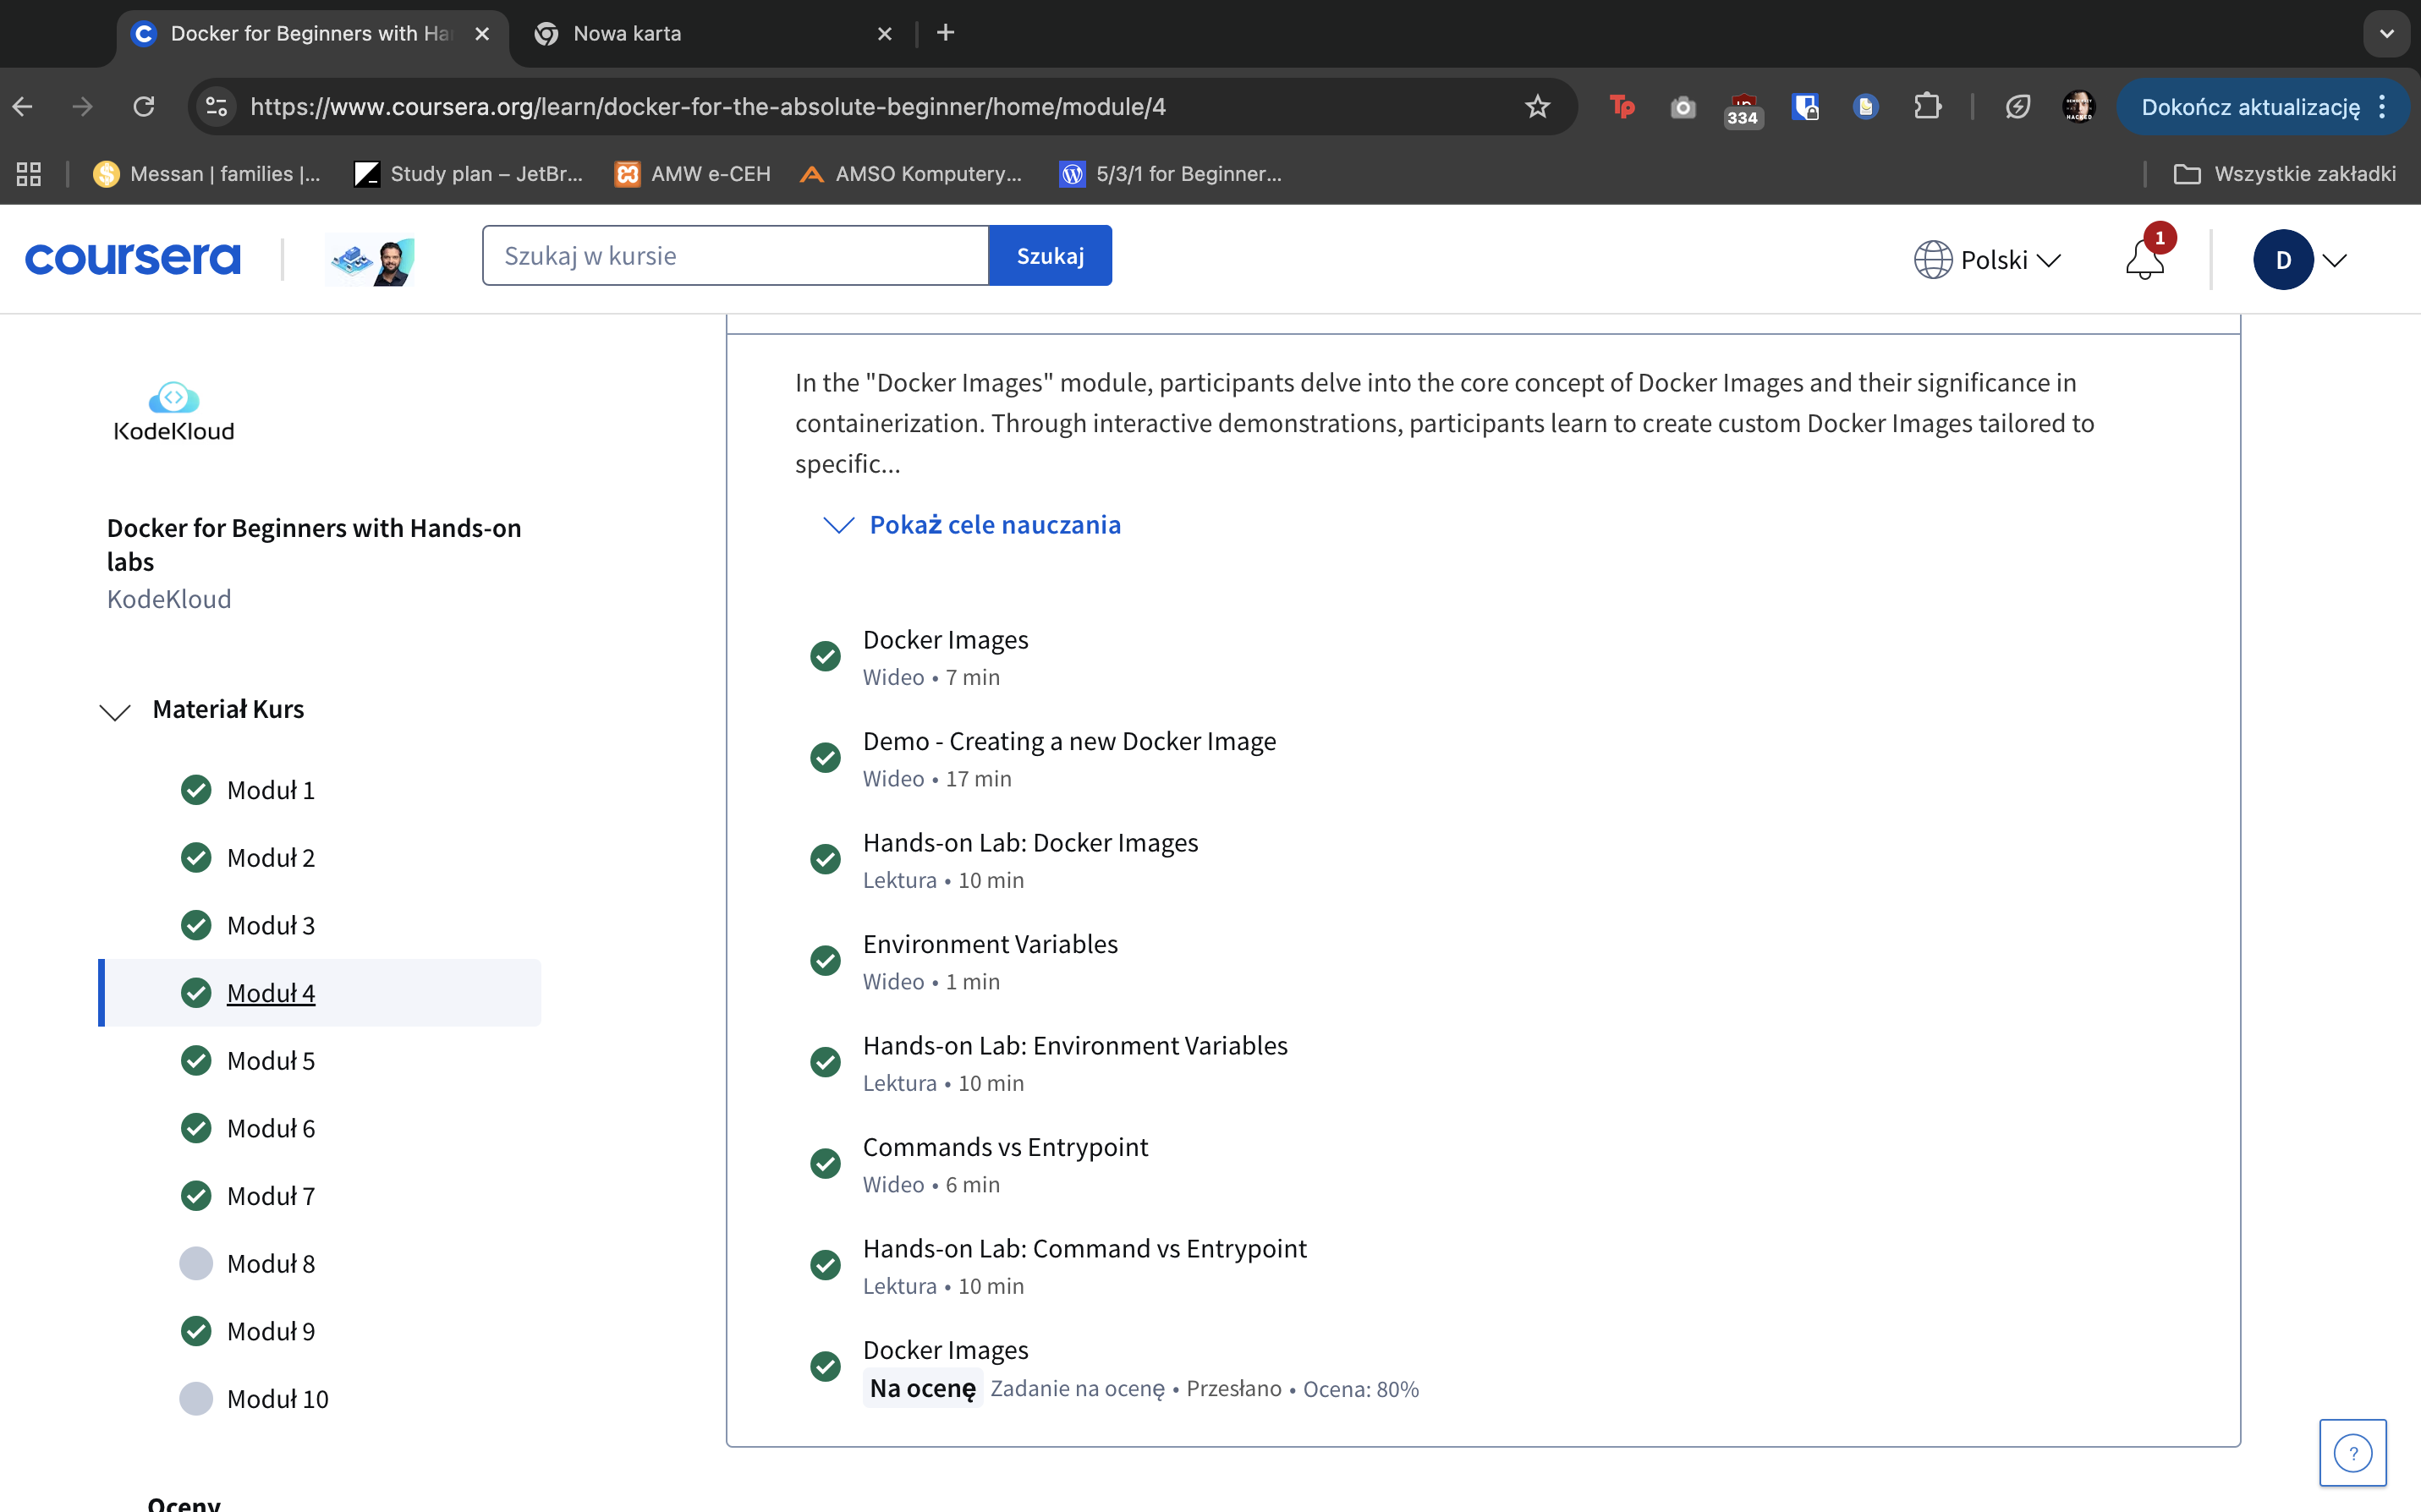 Docker for Beginners with Ha
Nowa karta
https://www.coursera.org/learn/docker-for-the-absolute-beginner/home/module/4
334
Dokończ aktualizację
Messan | families |...
Study plan – JetBr...
AMW e-CEH
AMSO Komputery...
5/3/1 for Beginner...
Wszystkie zakładki
coursera
Szukaj w kursie
Szukaj
Polski
1
D
KodeKloud
Docker for Beginners with Hands-on
labs
KodeKloud
Materiał Kurs
Moduł 1
Moduł 2
Moduł 3
Moduł 4
Moduł 5
Moduł 6
Moduł 7
Moduł 8
Moduł 9
Moduł 10
Oceny
In the "Docker Images" module, participants delve into the core concept of Docker Images and their significance in
containerization. Through interactive demonstrations, participants learn to create custom Docker Images tailored to
specific...
Pokaż cele nauczania
Docker Images
Wideo • 7 min
Demo - Creating a new Docker Image
Wideo • 17 min
Hands-on Lab: Docker Images
Lektura • 10 min
Environment Variables
Wideo • 1 min
Hands-on Lab: Environment Variables
Lektura • 10 min
Commands vs Entrypoint
Wideo • 6 min
Hands-on Lab: Command vs Entrypoint
Lektura • 10 min
Docker Images
Na ocenę Zadanie na ocenę • Przesłano • Ocena: 80%
?